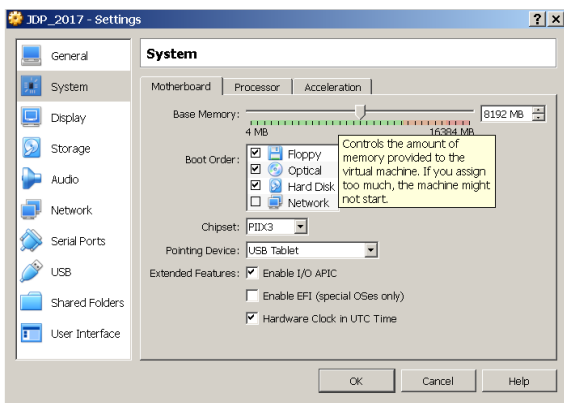 JDP_2017 - Settings
General
System
Display
Storage
Audio
Network
Serial Ports
USB
Shared Folders
User Interface
System
Motherboard Processor Acceleration
Base Memory: 8192 MB
4 MB 16384 MB
Controls the amount of
memory provided to the
virtual machine. If you assign
too much, the machine might
not start.
Boot Order: Floppy
Optical
Hard Disk
Network
Chipset: PIIX3
Pointing Device: USB Tablet
Extended Features: Enable I/O APIC
Enable EFI (special OSes only)
Hardware Clock in UTC Time
OK Cancel Help